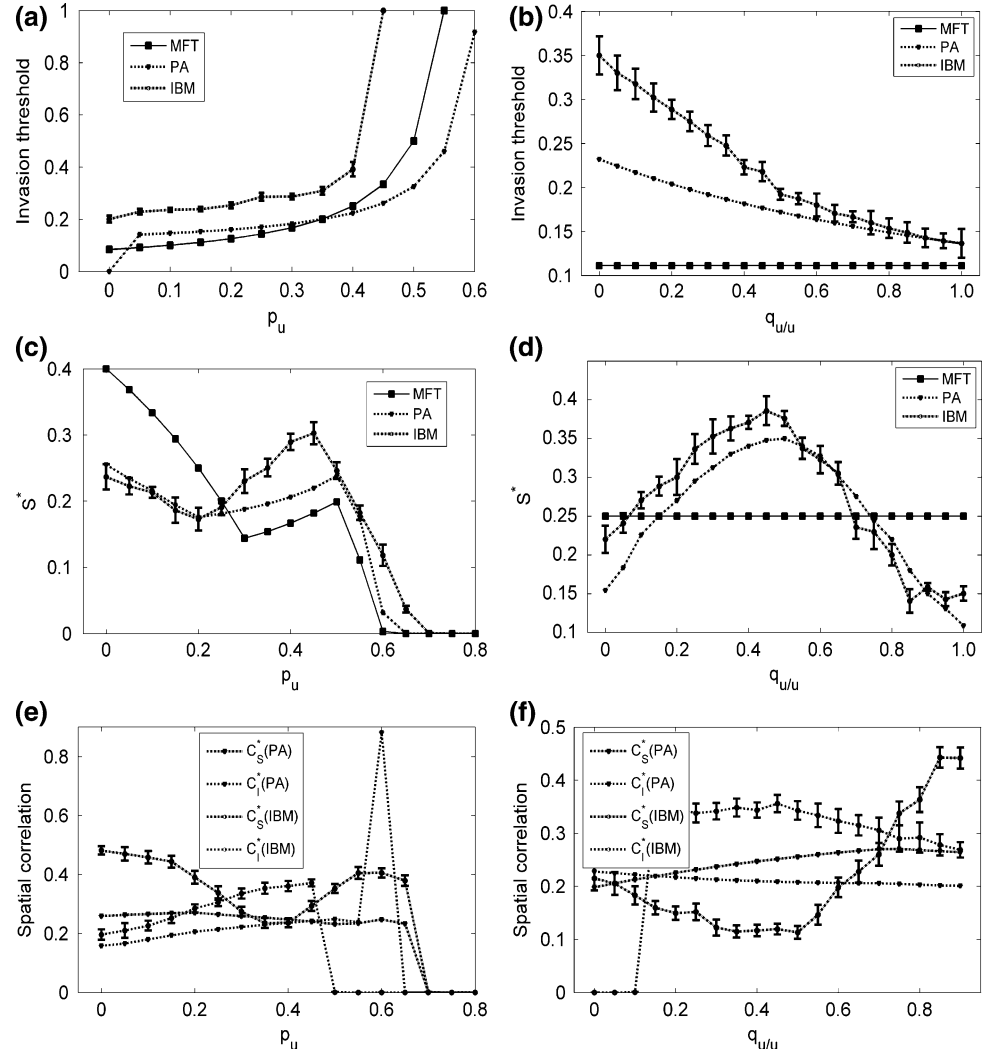 (a)
Invasion threshold
1
0.8
0.6
0.4
0.2
0
MFT
PA
IBM
0 0.1 0.2 0.3 0.4 0.5 0.6
p_u
(b)
Invasion threshold
0.4
0.35
0.3
0.25
0.2
0.15
0.1
MFT
PA
IBM
0 0.2 0.4 0.6 0.8 1.0
q_u/u
(c)
S*
0.4
0.3
0.2
0.1
0
MFT
PA
IBM
0 0.2 0.4 0.6 0.8
p_u
(d)
S*
0.4
0.35
0.3
0.25
0.2
0.15
0.1
MFT
PA
IBM
0 0.2 0.4 0.6 0.8 1.0
q_u/u
(e)
Spatial correlation
0.8
0.6
0.4
0.2
0
C_S*(PA)
C_I*(PA)
C_S*(IBM)
C_I*(IBM)
0 0.2 0.4 0.6 0.8
p_u
(f)
Spatial correlation
0.5
0.4
0.3
0.2
0.1
0
C_S*(PA)
C_I*(PA)
C_S*(IBM)
C_I*(IBM)
0 0.2 0.4 0.6 0.8
q_u/u